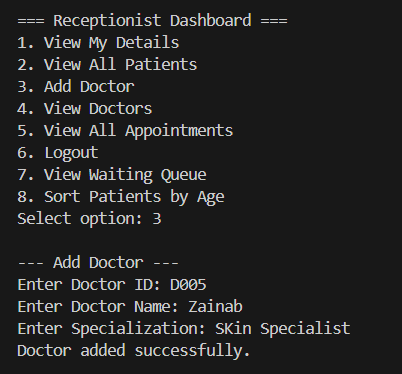 === Receptionist Dashboard ===
1. View My Details
2. View All Patients
3. Add Doctor
4. View Doctors
5. View All Appointments
6. Logout
7. View Waiting Queue
8. Sort Patients by Age
Select option: 3

--- Add Doctor ---
Enter Doctor ID: D005
Enter Doctor Name: Zainab
Enter Specialization: SKin Specialist
Doctor added successfully.